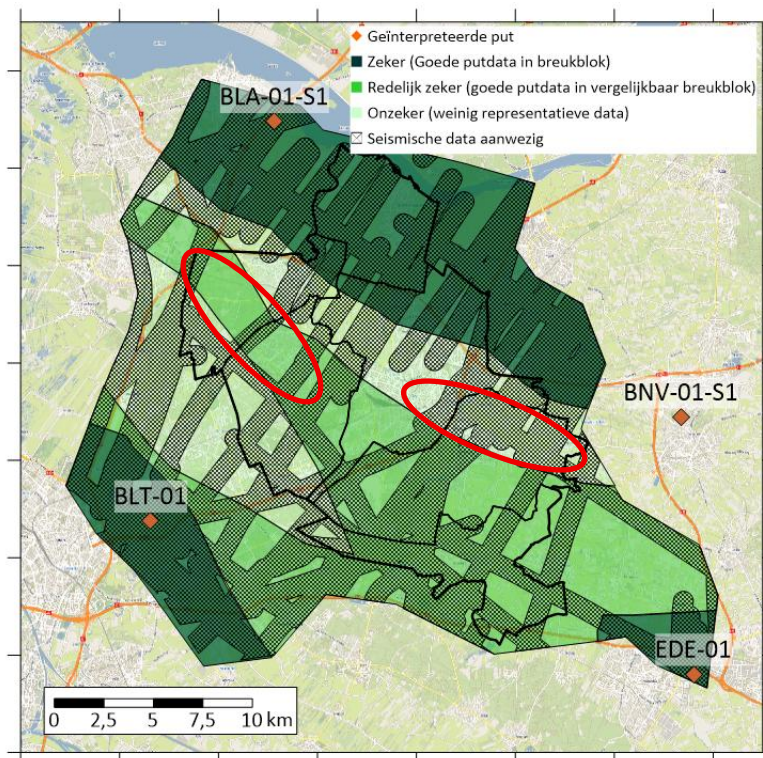 Geïnterpreteerde put
Zeker (Goede putdata in breukblok)
Redelijk zeker (goede putdata in vergelijkbaar breukblok)
Onzeker (weinig representatieve data)
Seismische data aanwezig
BLA-01-S1
BNV-01-S1
BLT-01
EDE-01
0 2,5 5 7,5 10 km